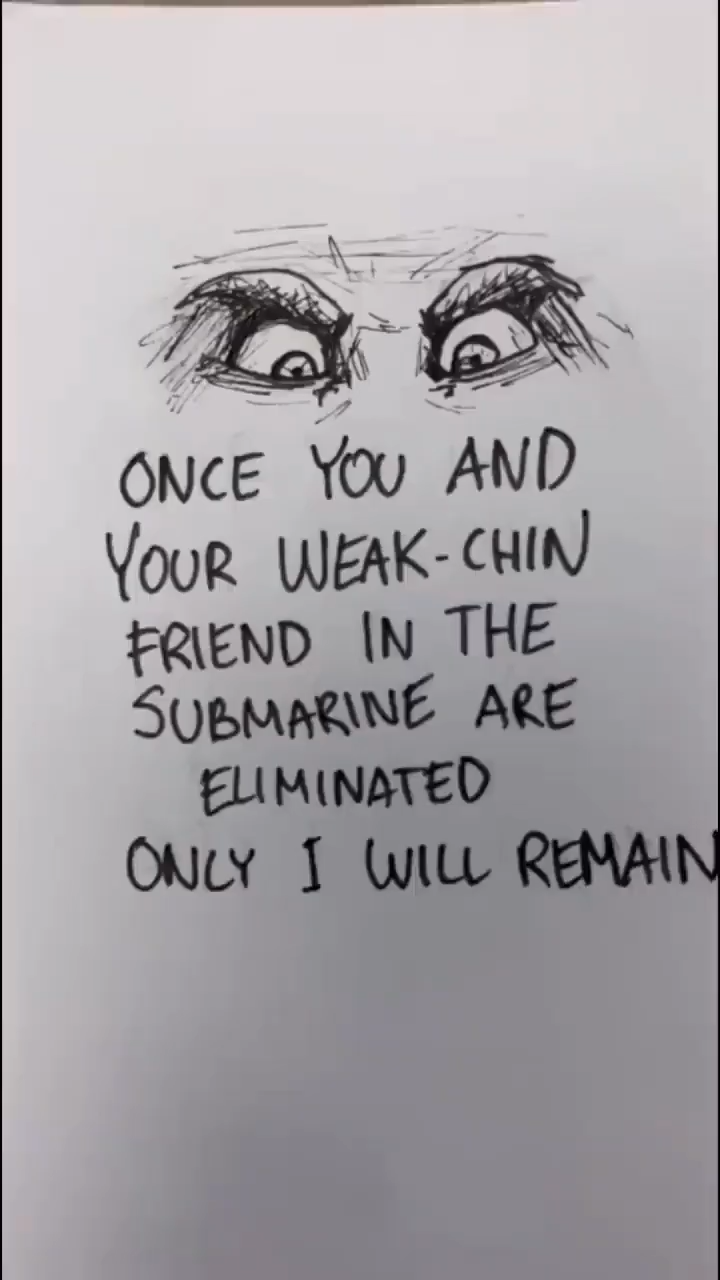 ONCE YOU AND
YOUR WEAK-CHIN
FRIEND IN THE
SUBMARINE ARE
ELIMINATED
ONLY I WILL REMAIN